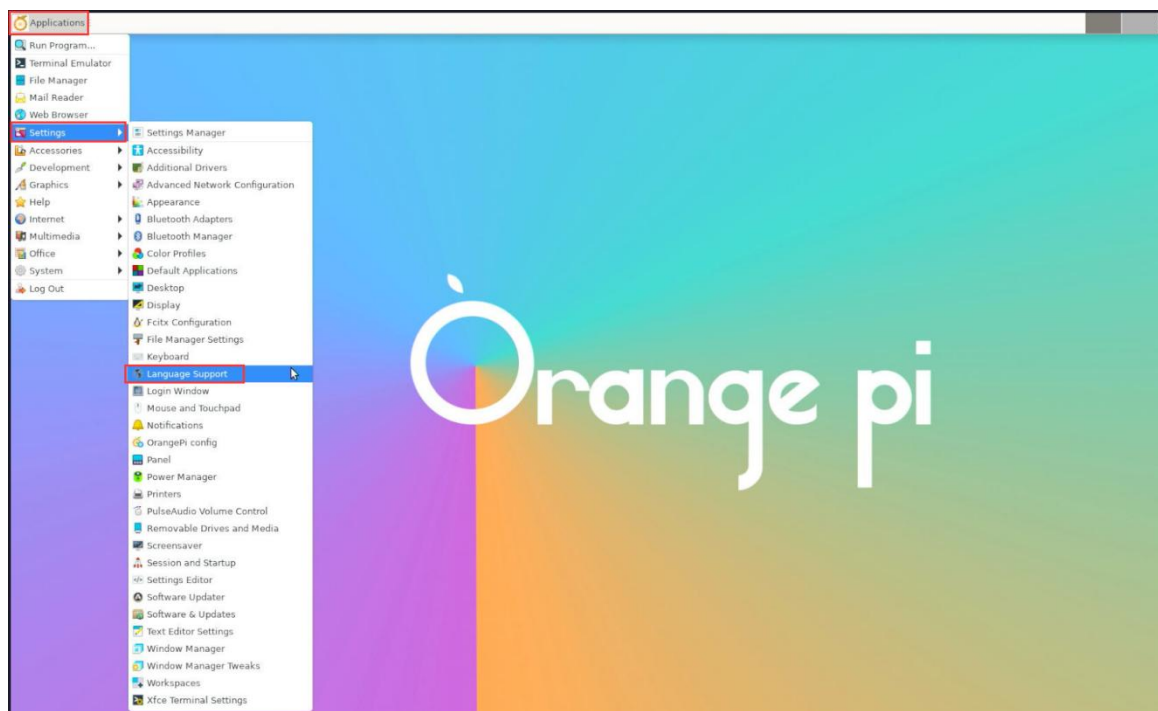 Applications
Run Program...
Terminal Emulator
File Manager
Mail Reader
Web Browser
Settings
Accessories
Development
Graphics
Help
Internet
Multimedia
Office
System
Log Out
Settings Manager
Accessibility
Additional Drivers
Advanced Network Configuration
Appearance
Bluetooth Adapters
Bluetooth Manager
Color Profiles
Default Applications
Desktop
Display
Fcitx Configuration
File Manager Settings
Keyboard
Language Support
Login Window
Mouse and Touchpad
Notifications
OrangePi config
Panel
Power Manager
Printers
PulseAudio Volume Control
Removable Drives and Media
Screensaver
Session and Startup
Settings Editor
Software Updater
Software & Updates
Text Editor Settings
Window Manager
Window Manager Tweaks
Workspaces
Xfce Terminal Settings
Orange pi